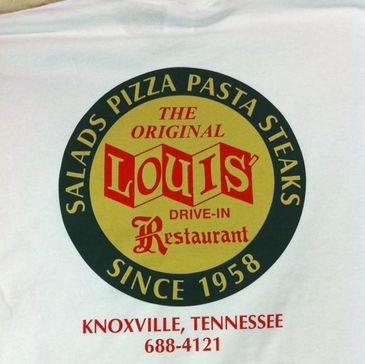 SALADS PIZZA PASTA STEAKS
THE
ORIGINAL
LOUIS'
DRIVE-IN
Restaurant
SINCE 1958
KNOXVILLE, TENNESSEE
688-4121